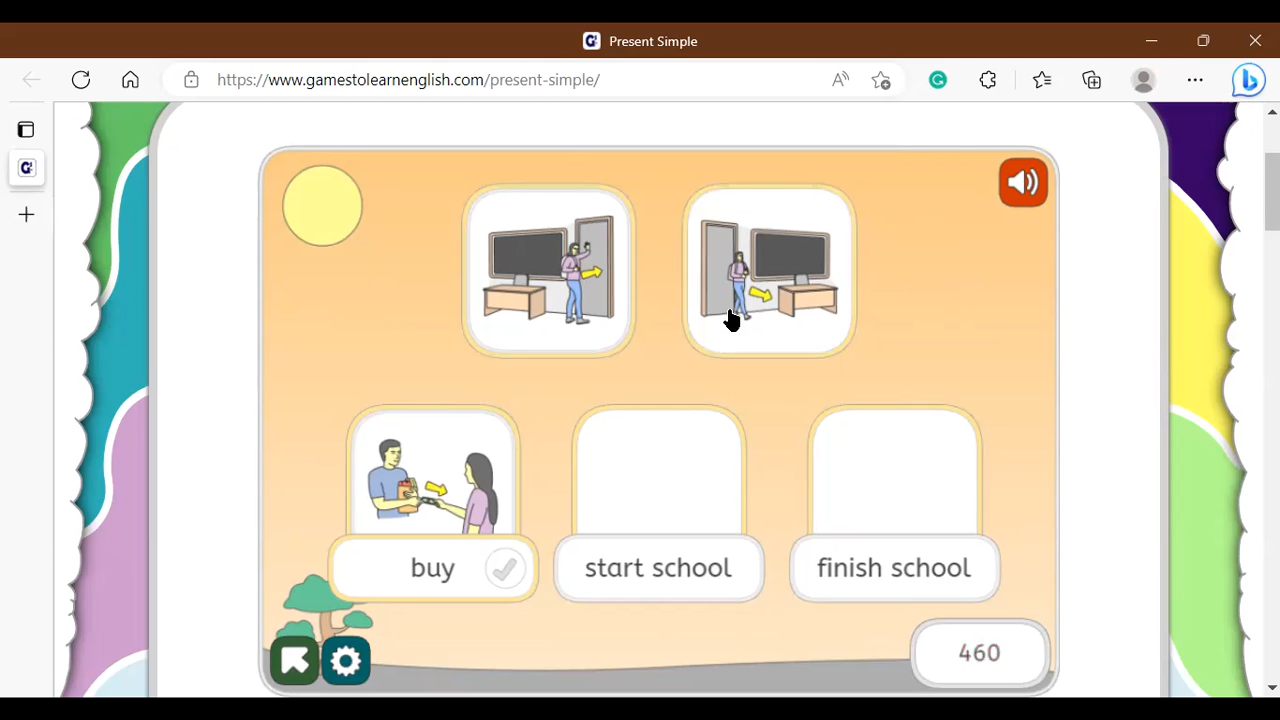 Present Simple
https://www.gamestolearnenglish.com/present-simple/
buy
start school
finish school
460